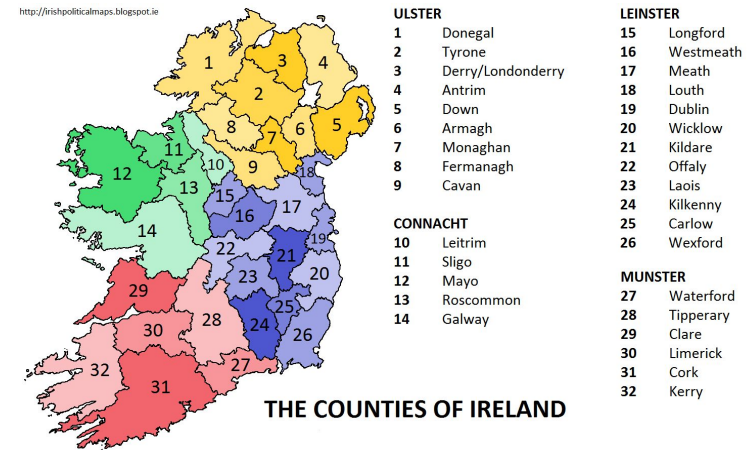 http://irishpoliticalmaps.blogspot.ie
ULSTER
1 Donegal
2 Tyrone
3 Derry/Londonderry
4 Antrim
5 Down
6 Armagh
7 Monaghan
8 Fermanagh
9 Cavan
CONNACHT
10 Leitrim
11 Sligo
12 Mayo
13 Roscommon
14 Galway
LEINSTER
15 Longford
16 Westmeath
17 Meath
18 Louth
19 Dublin
20 Wicklow
21 Kildare
22 Offaly
23 Laois
24 Kilkenny
25 Carlow
26 Wexford
MUNSTER
27 Waterford
28 Tipperary
29 Clare
30 Limerick
31 Cork
32 Kerry
1
3
4
2
8
7
6
5
9
10
11
12
13
18
15
16
17
14
19
22
21
23
20
29
25
28
24
26
30
27
32
31
THE COUNTIES OF IRELAND